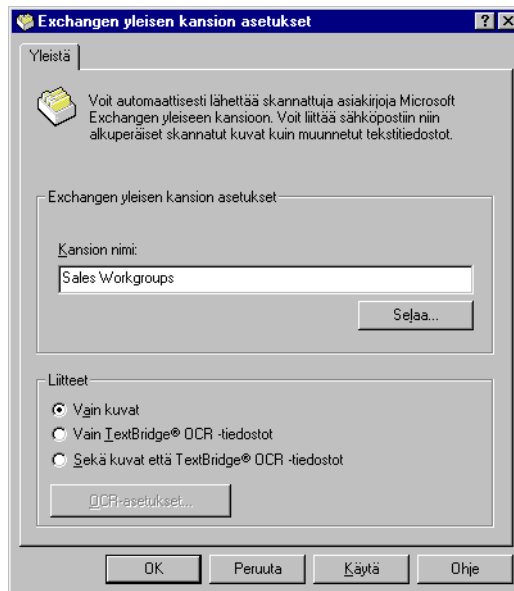 Exchangen yleisen kansion asetukset
Yleistä
Voit automaattisesti lähettää skannattuja asiakirjoja Microsoft
Exchangen yleiseen kansioon. Voit liittää sähköpostiin niin
alkuperäiset skannatut kuvat kuin muunnetut tekstitiedostot.
Exchangen yleisen kansion asetukset
Kansion nimi:
Sales Workgroups
Selaa...
Liitteet
Vain kuvat
Vain TextBridge® OCR -tiedostot
Sekä kuvat että TextBridge® OCR -tiedostot
OCR-asetukset...
OK Peruuta Käytä Ohje